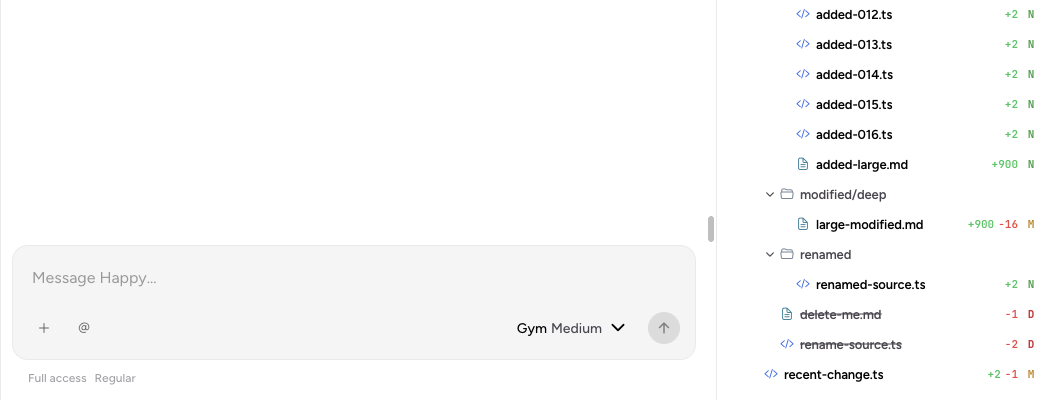 added-012.ts +2 N
added-013.ts +2 N
added-014.ts +2 N
added-015.ts +2 N
added-016.ts +2 N
added-large.md +900 N
modified/deep
large-modified.md +900 -16 M
renamed
renamed-source.ts +2 N
delete-me.md -1 D
rename-source.ts -2 D
recent-change.ts +2 -1 M
Message Happy...
@ Gym Medium
Full access Regular